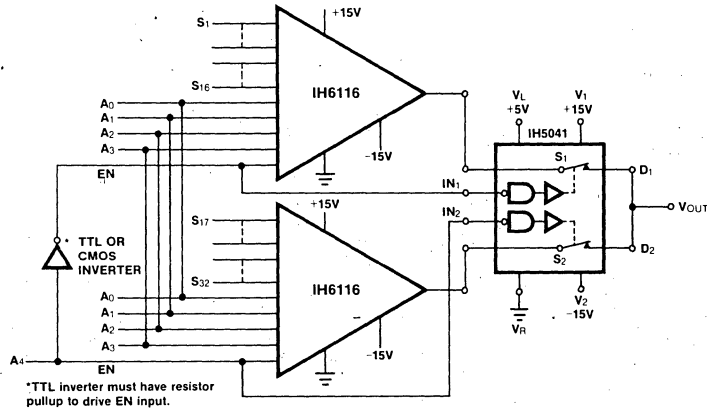 S1
+15V
S16
IH6116
A0
A1
A2
A3
EN
-15V
VL
+5V
V1
+15V
IH5041
S1
D1
IN1
IN2
VOUT
S2
D2
VR
V2
-15V
* TTL OR
CMOS
INVERTER
S17
+15V
S32
IH6116
A0
A1
A2
A3
A4
EN
-15V
*TTL inverter must have resistor
pullup to drive EN input.